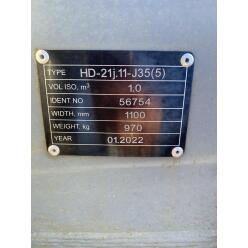 TYPE HD-21j.11-J35(5)
VOL ISO, m³ 1.0
IDENT NO 56754
WIDTH, mm 1100
WEIGHT, kg 970
YEAR 01.2022